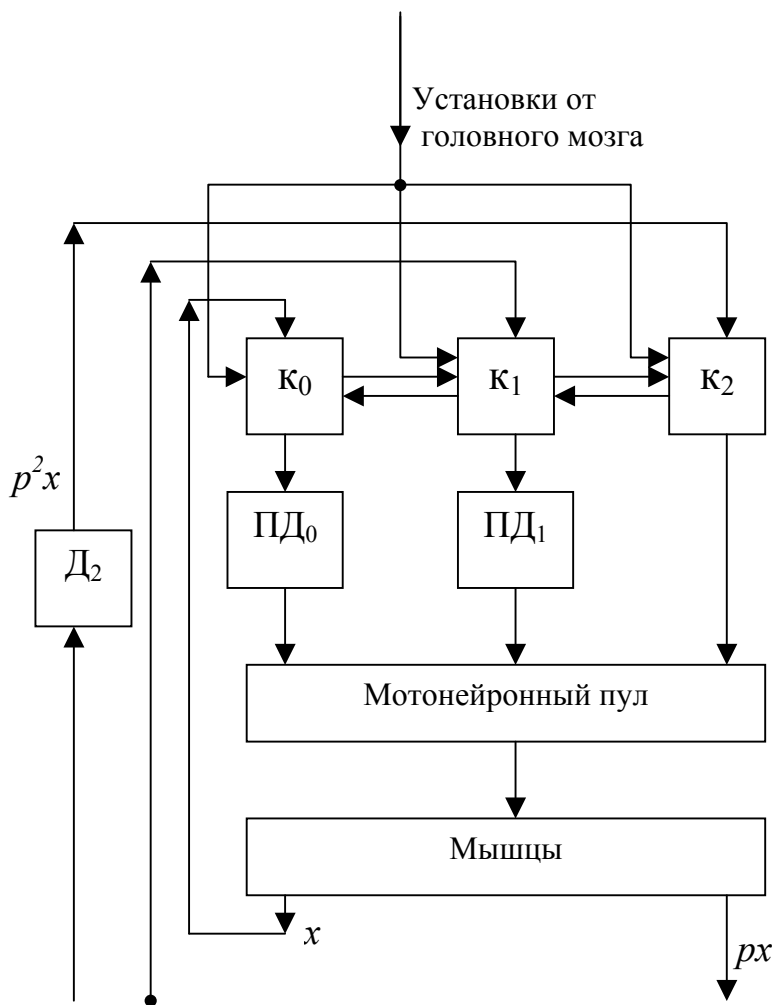 Установки от
головного мозга
к₀ к₁ к₂
p²x
ПД₀ ПД₁
Д₂
Мотонейронный пул
Мышцы
x
px